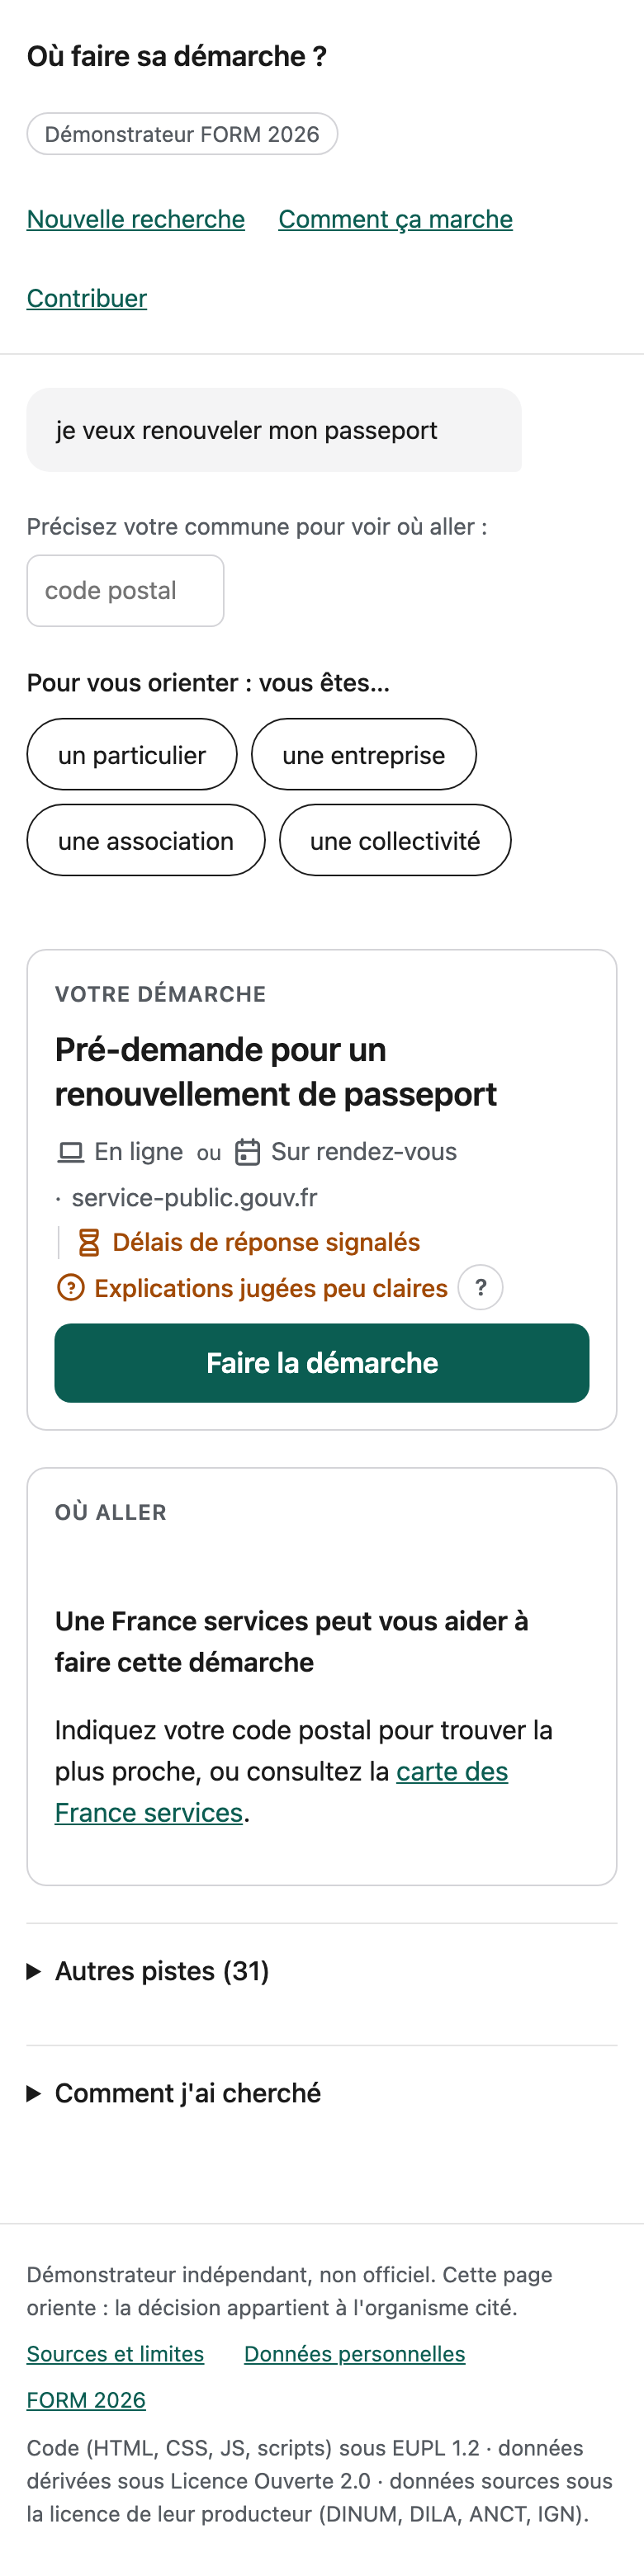 Où faire sa démarche ?
Démonstrateur FORM 2026
Nouvelle recherche Comment ça marche
Contribuer
je veux renouveler mon passeport
Précisez votre commune pour voir où aller :
code postal
Pour vous orienter : vous êtes...
un particulier une entreprise
une association une collectivité
VOTRE DÉMARCHE
Pré-demande pour un
renouvellement de passeport
En ligne ou Sur rendez-vous
· service-public.gouv.fr
Délais de réponse signalés
Explications jugées peu claires ?
Faire la démarche
OÙ ALLER
Une France services peut vous aider à
faire cette démarche
Indiquez votre code postal pour trouver la
plus proche, ou consultez la carte des
France services.
Autres pistes (31)
Comment j'ai cherché
Démonstrateur indépendant, non officiel. Cette page
oriente : la décision appartient à l'organisme cité.
Sources et limites Données personnelles
FORM 2026
Code (HTML, CSS, JS, scripts) sous EUPL 1.2 · données
dérivées sous Licence Ouverte 2.0 · données sources sous
la licence de leur producteur (DINUM, DILA, ANCT, IGN).